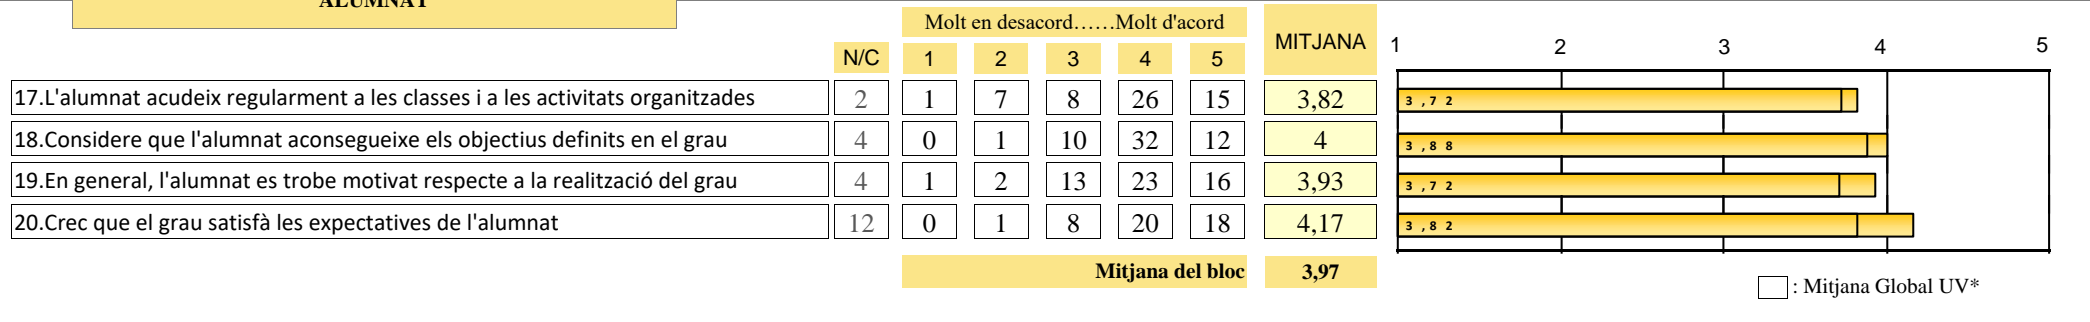 ALUMNAT
Molt en desacord……Molt d'acord
MITJANA
N/C 1 2 3 4 5
1 2 3 4 5
17.L'alumnat acudeix regularment a les classes i a les activitats organitzades 2 1 7 8 26 15 3,82 3,72
18.Considere que l'alumnat aconsegueixe els objectius definits en el grau 4 0 1 10 32 12 4 3,88
19.En general, l'alumnat es trobe motivat respecte a la realització del grau 4 1 2 13 23 16 3,93 3,72
20.Crec que el grau satisfà les expectatives de l'alumnat 12 0 1 8 20 18 4,17 3,82
Mitjana del bloc 3,97
: Mitjana Global UV*